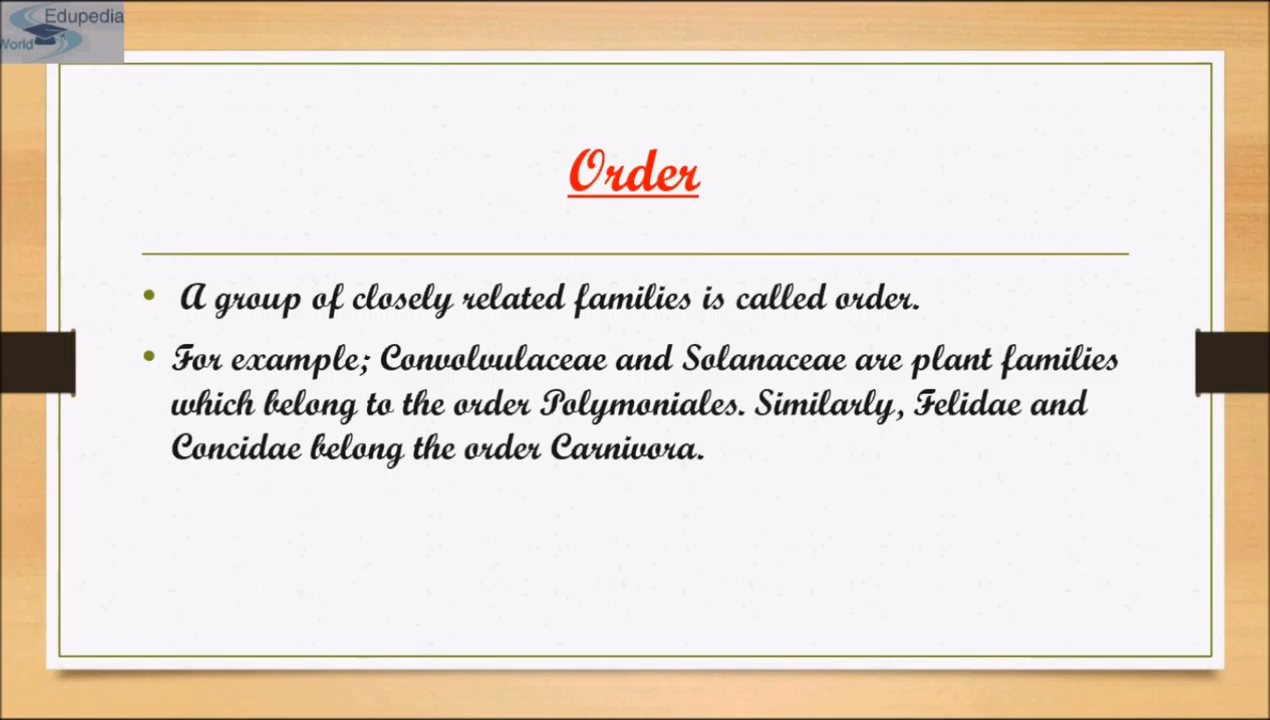 Edupedia
World
Order
• A group of closely related families is called order.
• For example; Convolvulaceae and Solanaceae are plant families
which belong to the order Polymoniales. Similarly, Felidae and
Concidae belong the order Carnivora.